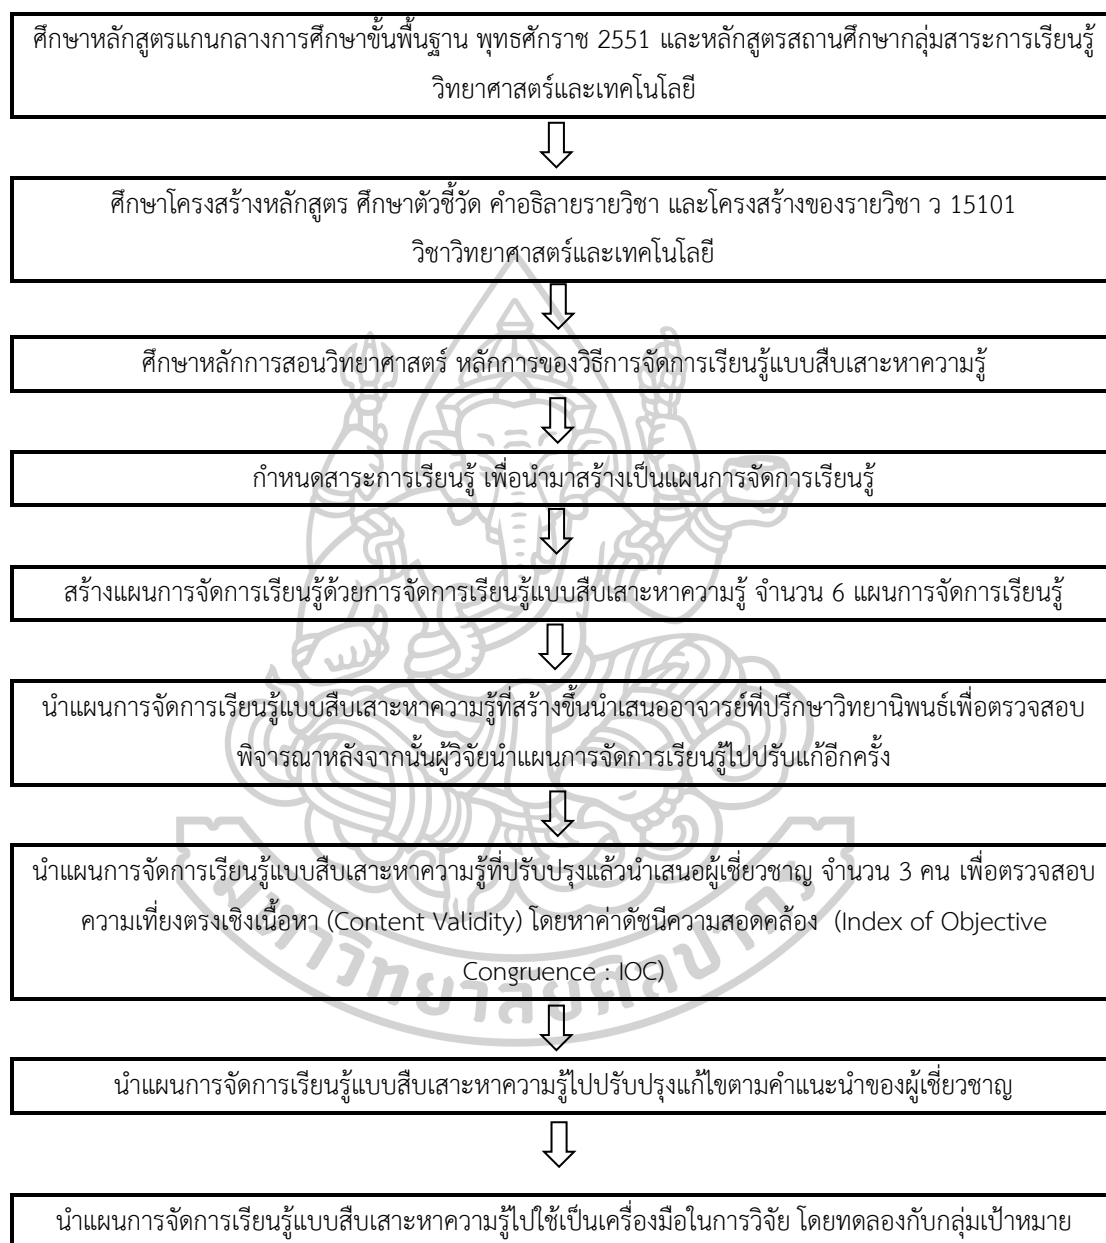 ศึกษาหลักสูตรแกนกลางการศึกษาขั้นพื้นฐาน พุทธศักราช 2551 และหลักสูตรสถานศึกษากลุ่มสาระการเรียนรู้
วิทยาศาสตร์และเทคโนโลยี
ศึกษาโครงสร้างหลักสูตร ศึกษาตัวชี้วัด คำอธิลายรายวิชา และโครงสร้างของรายวิชา ว 15101
วิชาวิทยาศาสตร์และเทคโนโลยี
ศึกษาหลักการสอนวิทยาศาสตร์ หลักการของวิธีการจัดการเรียนรู้แบบสืบเสาะหาความรู้
กำหนดสาระการเรียนรู้ เพื่อนำมาสร้างเป็นแผนการจัดการเรียนรู้
สร้างแผนการจัดการเรียนรู้ด้วยการจัดการเรียนรู้แบบสืบเสาะหาความรู้ จำนวน 6 แผนการจัดการเรียนรู้
นำแผนการจัดการเรียนรู้แบบสืบเสาะหาความรู้ที่สร้างขึ้นนำเสนออาจารย์ที่ปรึกษาวิทยานิพนธ์เพื่อตรวจสอบ
พิจารณาหลังจากนั้นผู้วิจัยนำแผนการจัดการเรียนรู้ไปปรับแก้อีกครั้ง
นำแผนการจัดการเรียนรู้แบบสืบเสาะหาความรู้ที่ปรับปรุงแล้วนำเสนอผู้เชี่ยวชาญ จำนวน 3 คน เพื่อตรวจสอบ
ความเที่ยงตรงเชิงเนื้อหา (Content Validity) โดยหาค่าดัชนีความสอดคล้อง (Index of Objective
Congruence : IOC)
มหาวิทยาลัยศิลปากร
นำแผนการจัดการเรียนรู้แบบสืบเสาะหาความรู้ไปปรับปรุงแก้ไขตามคำแนะนำของผู้เชี่ยวชาญ
นำแผนการจัดการเรียนรู้แบบสืบเสาะหาความรู้ไปใช้เป็นเครื่องมือในการวิจัย โดยทดลองกับกลุ่มเป้าหมาย